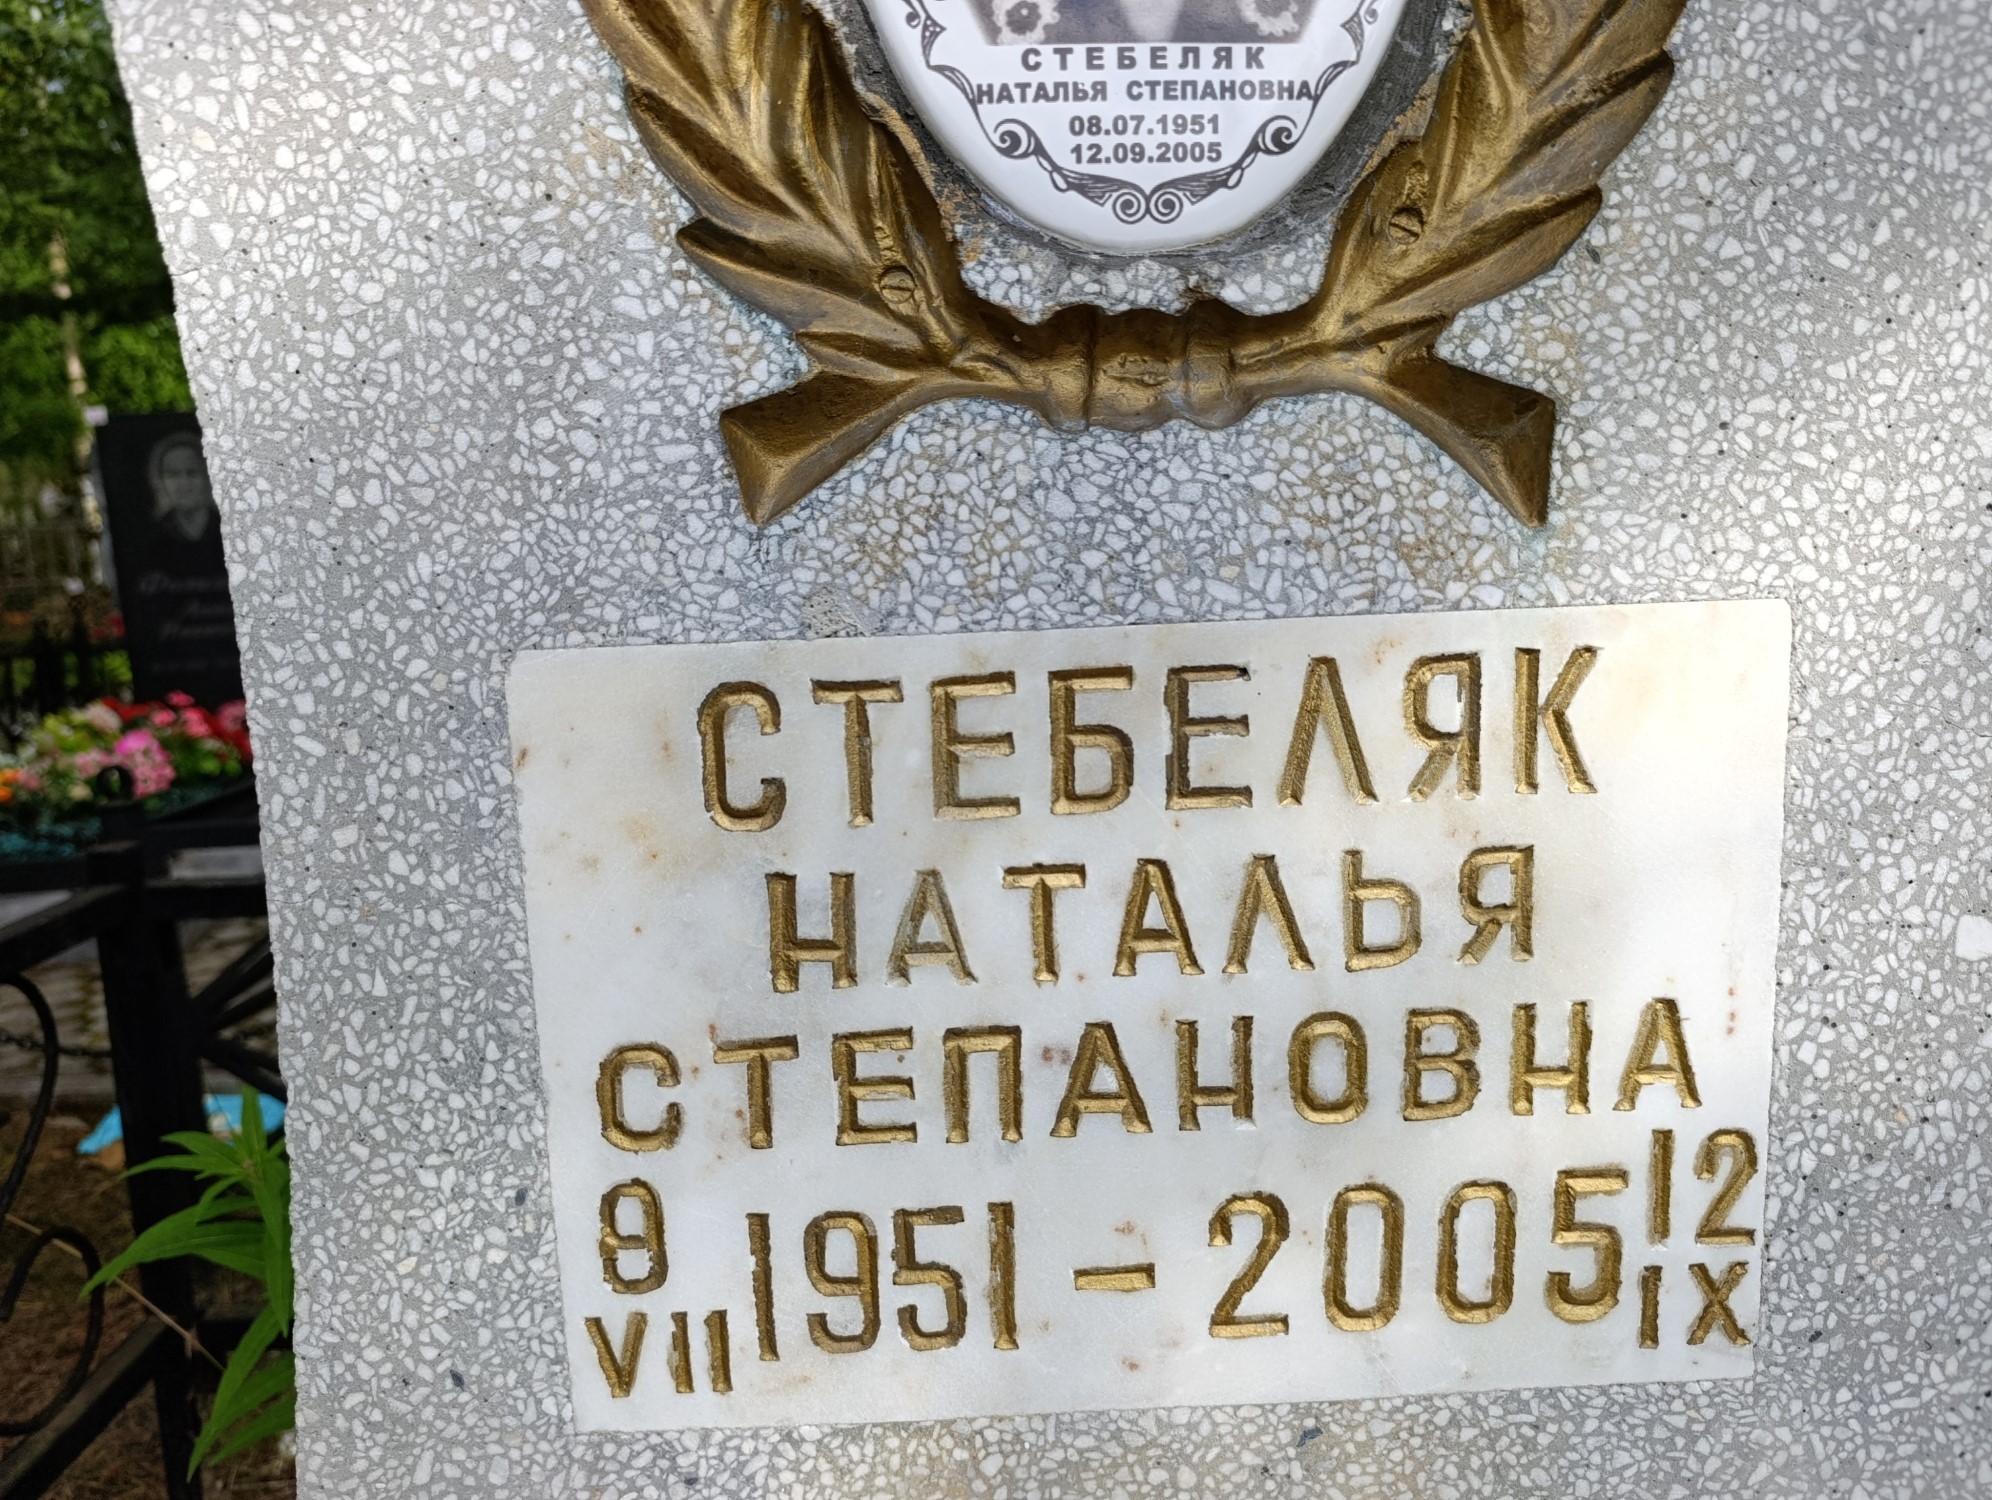 СТЕБЕЛЯК
НАТАЛЬЯ СТЕПАНОВНА
08.07.1951
12.09.2005
СТЕБЕЛЯК
НАТАЛЬЯ
СТЕПАНОВНА
8 VII 1951 – 2005 12 IX